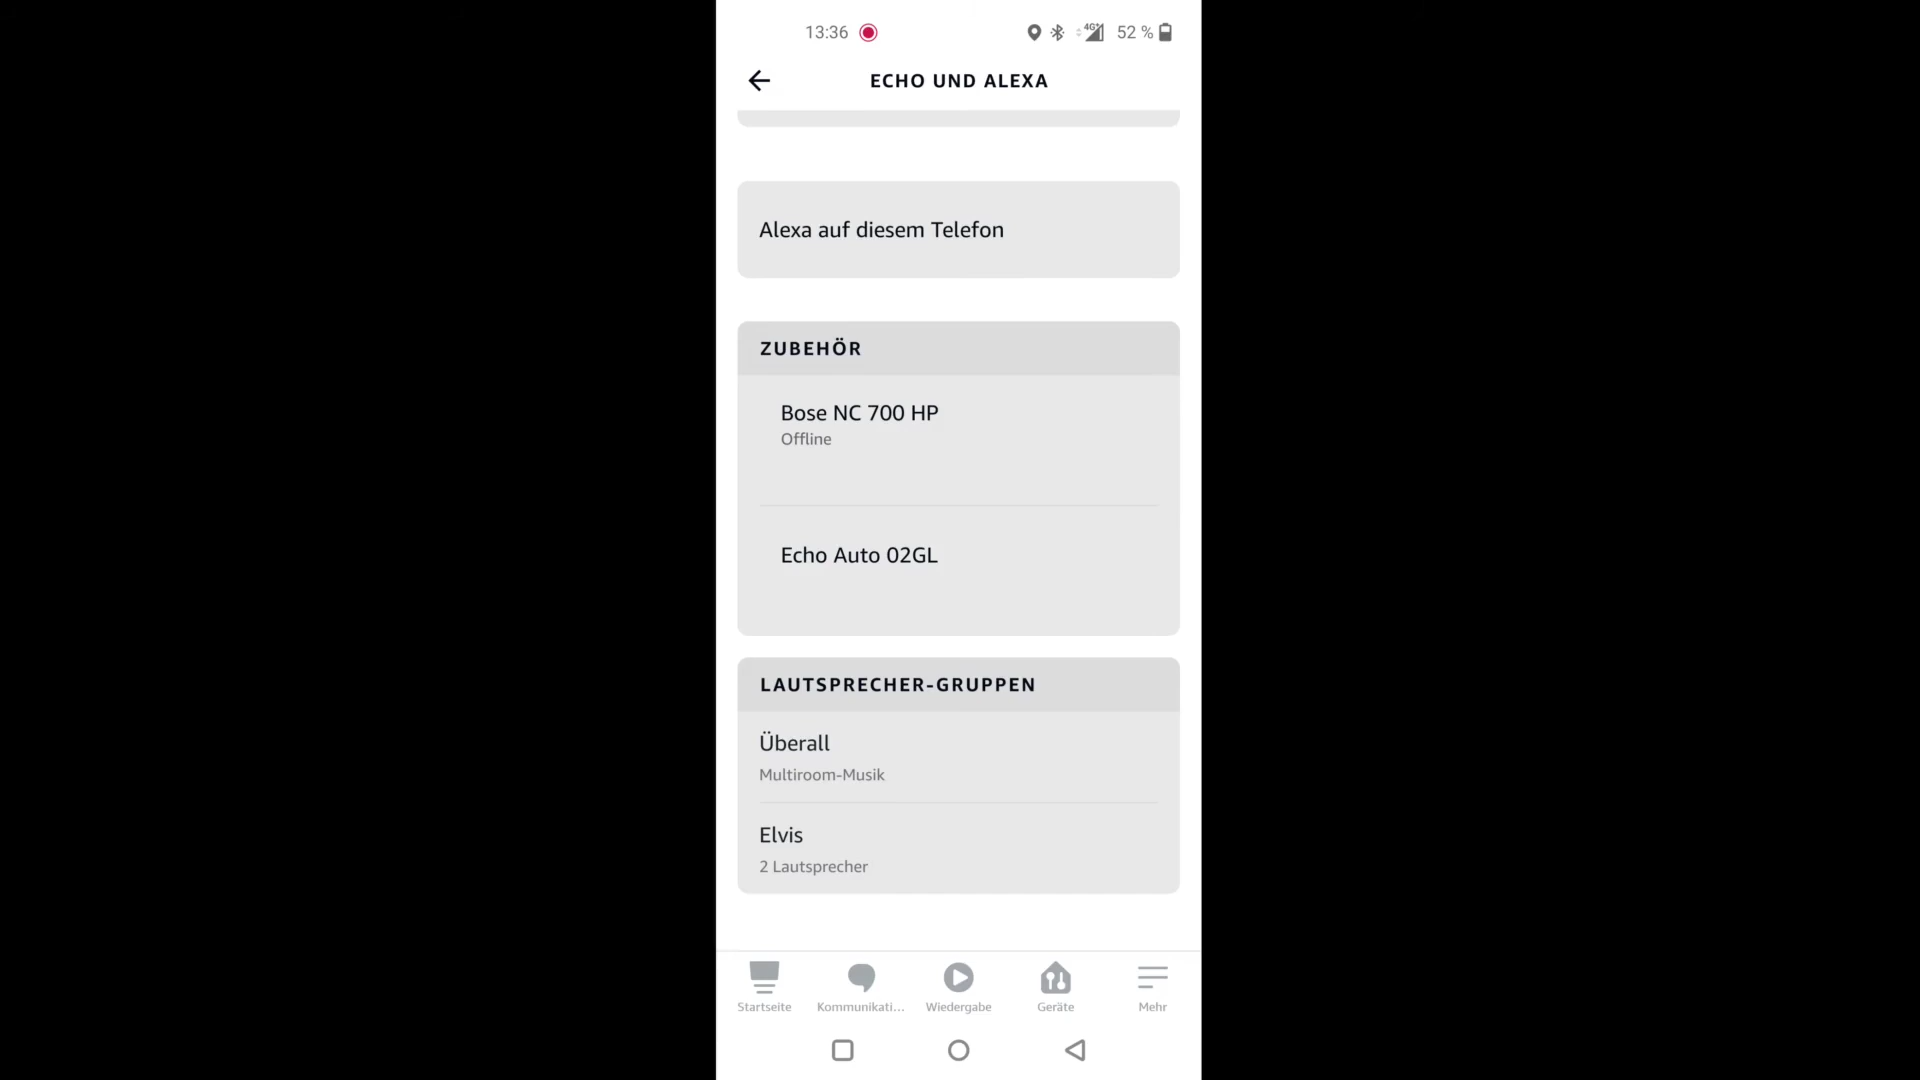 13:36 4G+ 52 %
ECHO UND ALEXA
Alexa auf diesem Telefon
ZUBEHÖR
Bose NC 700 HP
Offline
Echo Auto 02GL
LAUTSPRECHER-GRUPPEN
Überall
Multiroom-Musik
Elvis
2 Lautsprecher
Startseite Kommunikati... Wiedergabe Geräte Mehr